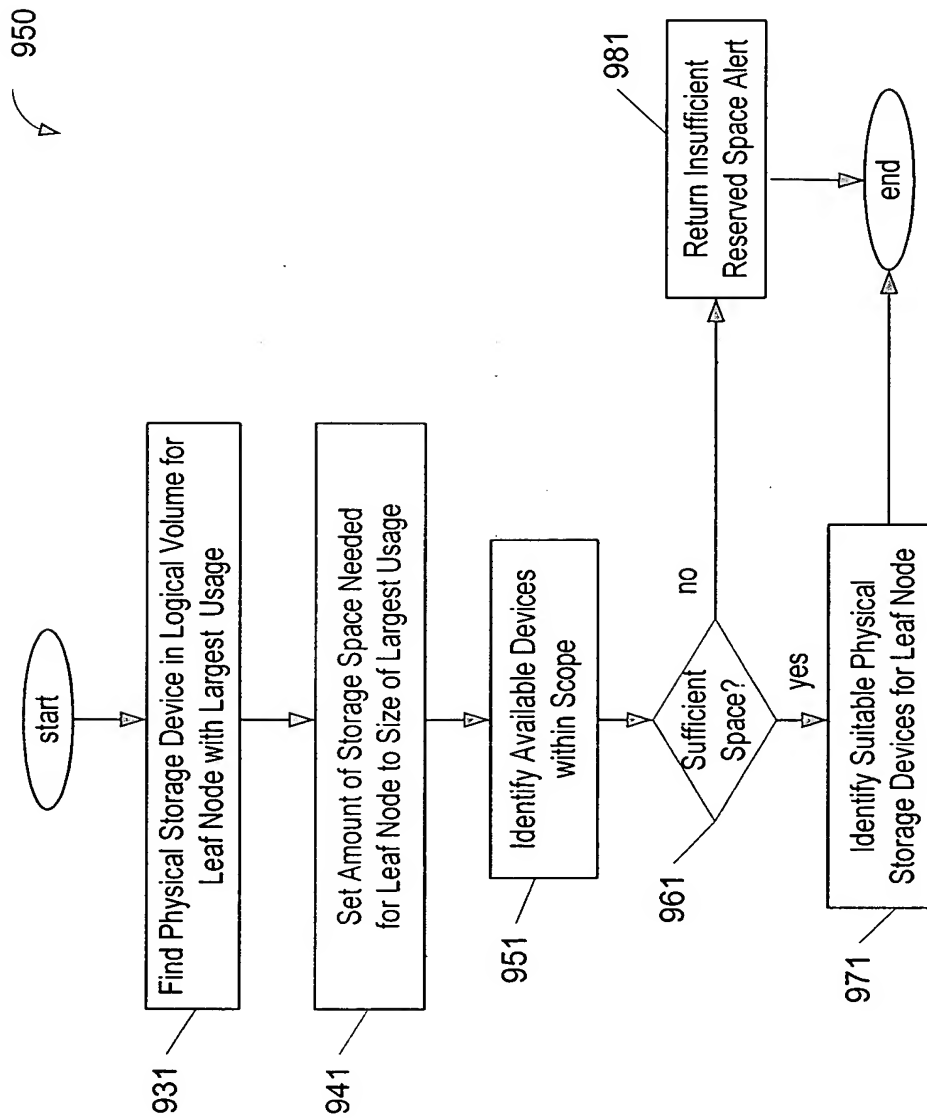 950
start
Find Physical Storage Device in Logical Volume for
Leaf Node with Largest Usage
931
Set Amount of Storage Space Needed
for Leaf Node to Size of Largest Usage
941
Identify Available Devices
within Scope
951
Sufficient
Space?
961
no
yes
Return Insufficient
Reserved Space Alert
981
Identify Suitable Physical
Storage Devices for Leaf Node
971
end